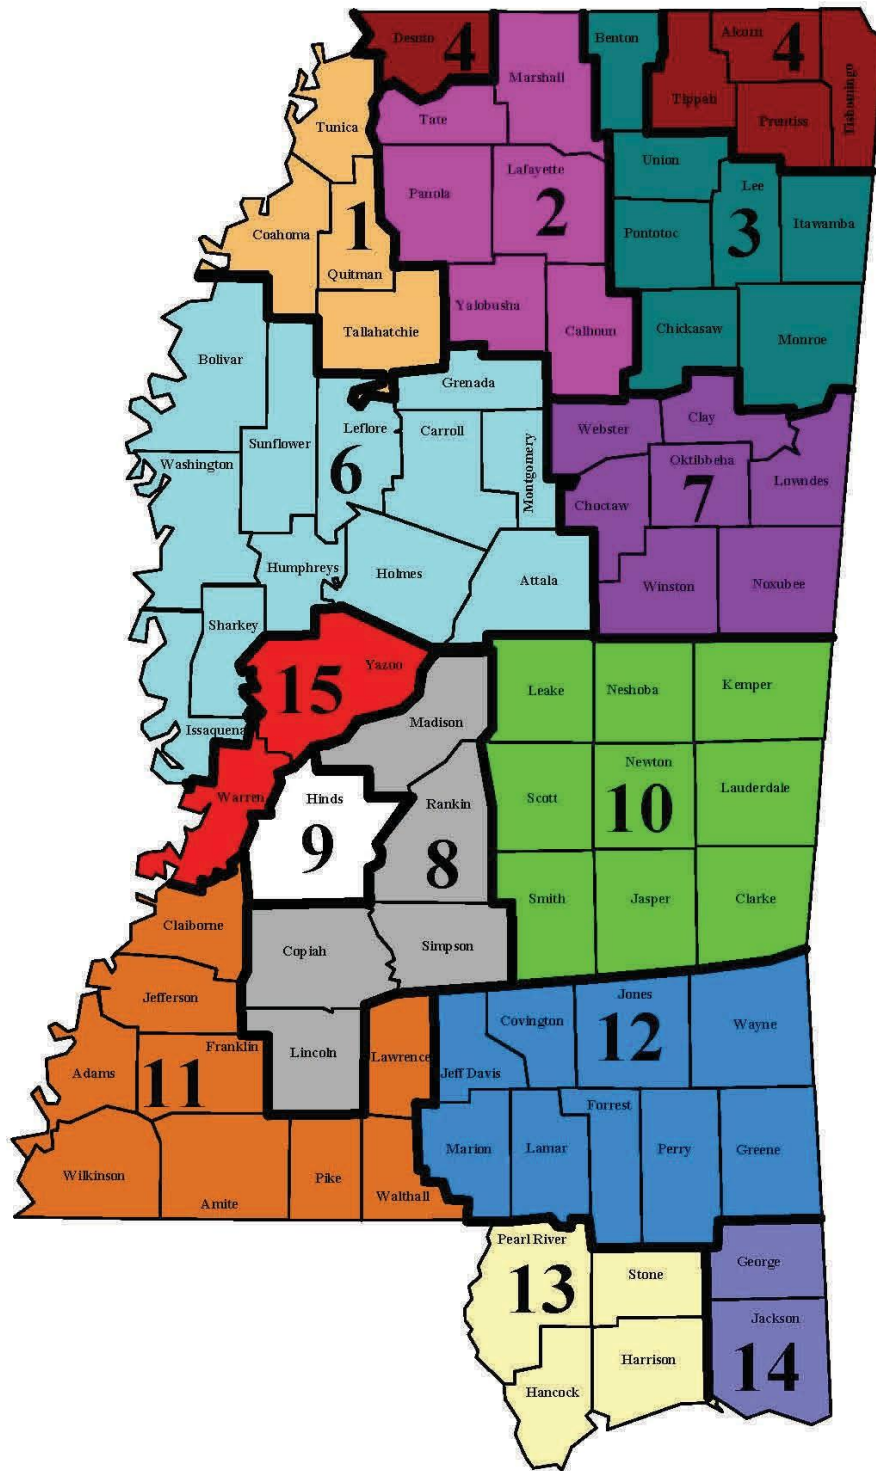 Desoto
4
Tunica
Coahoma
1
Quitman
Tallahatchie
Marshall
Tate
Panola
Lafayette
2
Yalobusha
Calhoun
Benton
Tippah
Alcorn
4
Prentiss
Tishomingo
Union
Lee
Pontotoc
3
Itawamba
Chickasaw
Monroe
Bolivar
Sunflower
Washington
Leflore
6
Grenada
Carroll
Montgomery
Humphreys
Holmes
Attala
Sharkey
Issaquena
Webster
Clay
Oktibbeha
Lowndes
Choctaw
7
Winston
Noxubee
Yazoo
15
Warren
Madison
Rankin
8
Hinds
9
Copiah
Simpson
Lincoln
Leake
Neshoba
Kemper
Newton
Scott
10
Lauderdale
Smith
Jasper
Clarke
Claiborne
Jefferson
Franklin
Adams
11
Lawrence
Wilkinson
Amite
Pike
Walthall
Covington
Jones
12
Wayne
Jeff Davis
Forrest
Marion
Lamar
Perry
Greene
Pearl River
13
Stone
Hancock
Harrison
George
Jackson
14